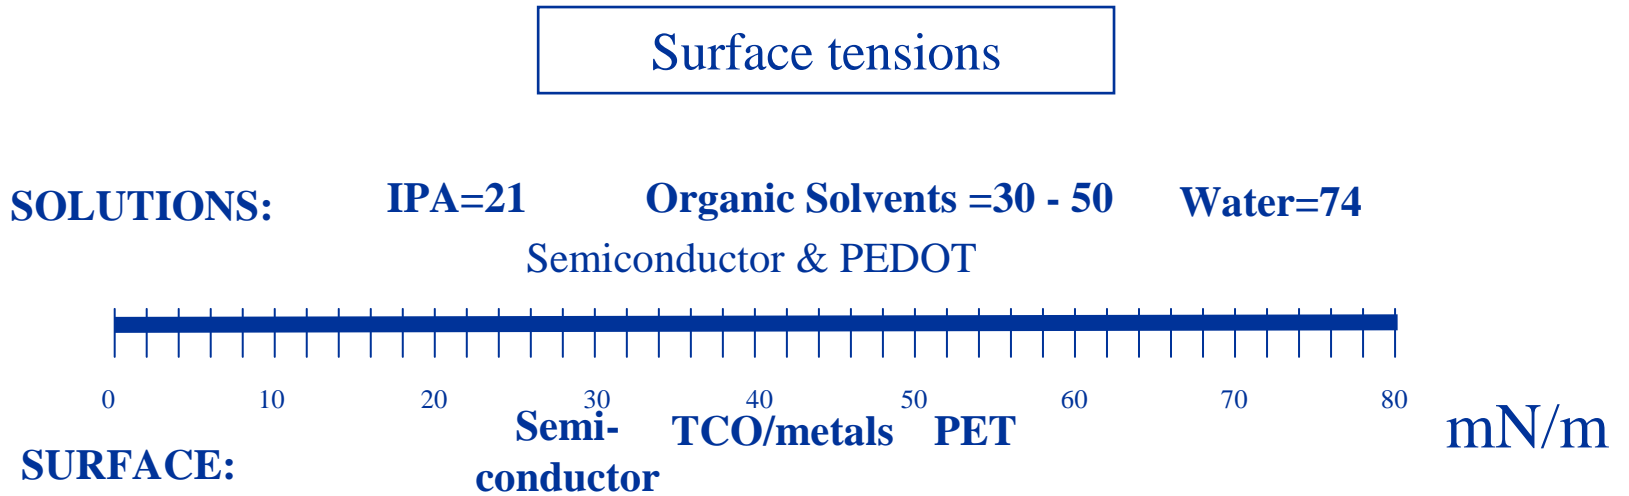 Surface tensions
SOLUTIONS: IPA=21 Organic Solvents =30 - 50 Water=74
Semiconductor & PEDOT
0 10 20 30 40 50 60 70 80 mN/m
SURFACE: Semi- TCO/metals PET
conductor